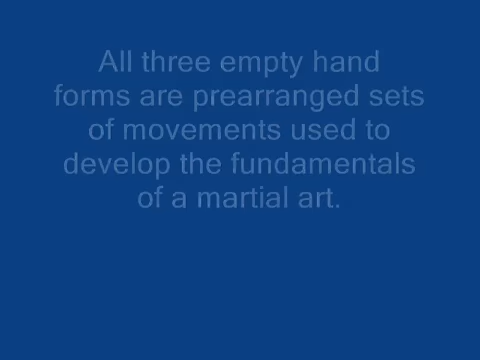 All three empty hand
forms are prearranged sets
of movements used to
develop the fundamentals
of a martial art.